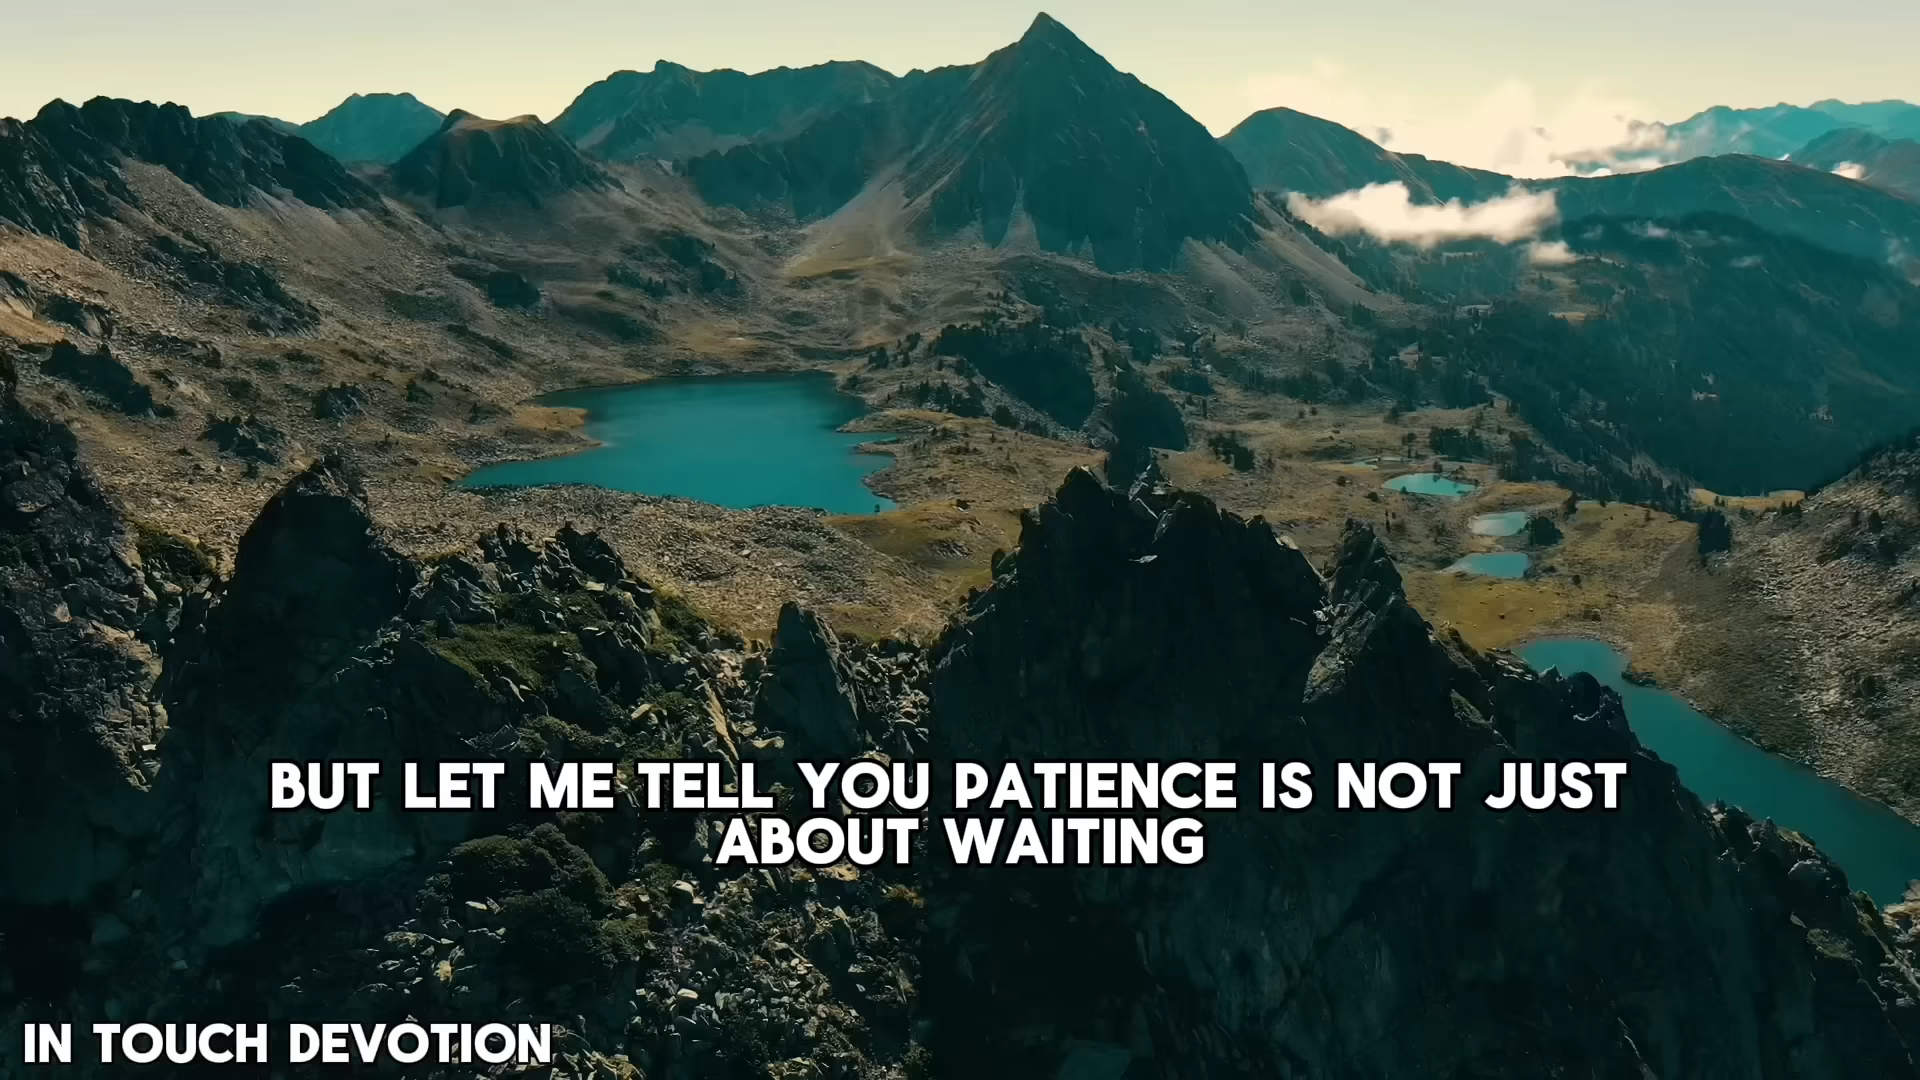 BUT LET ME TELL YOU PATIENCE IS NOT JUST
ABOUT WAITING
IN TOUCH DEVOTION